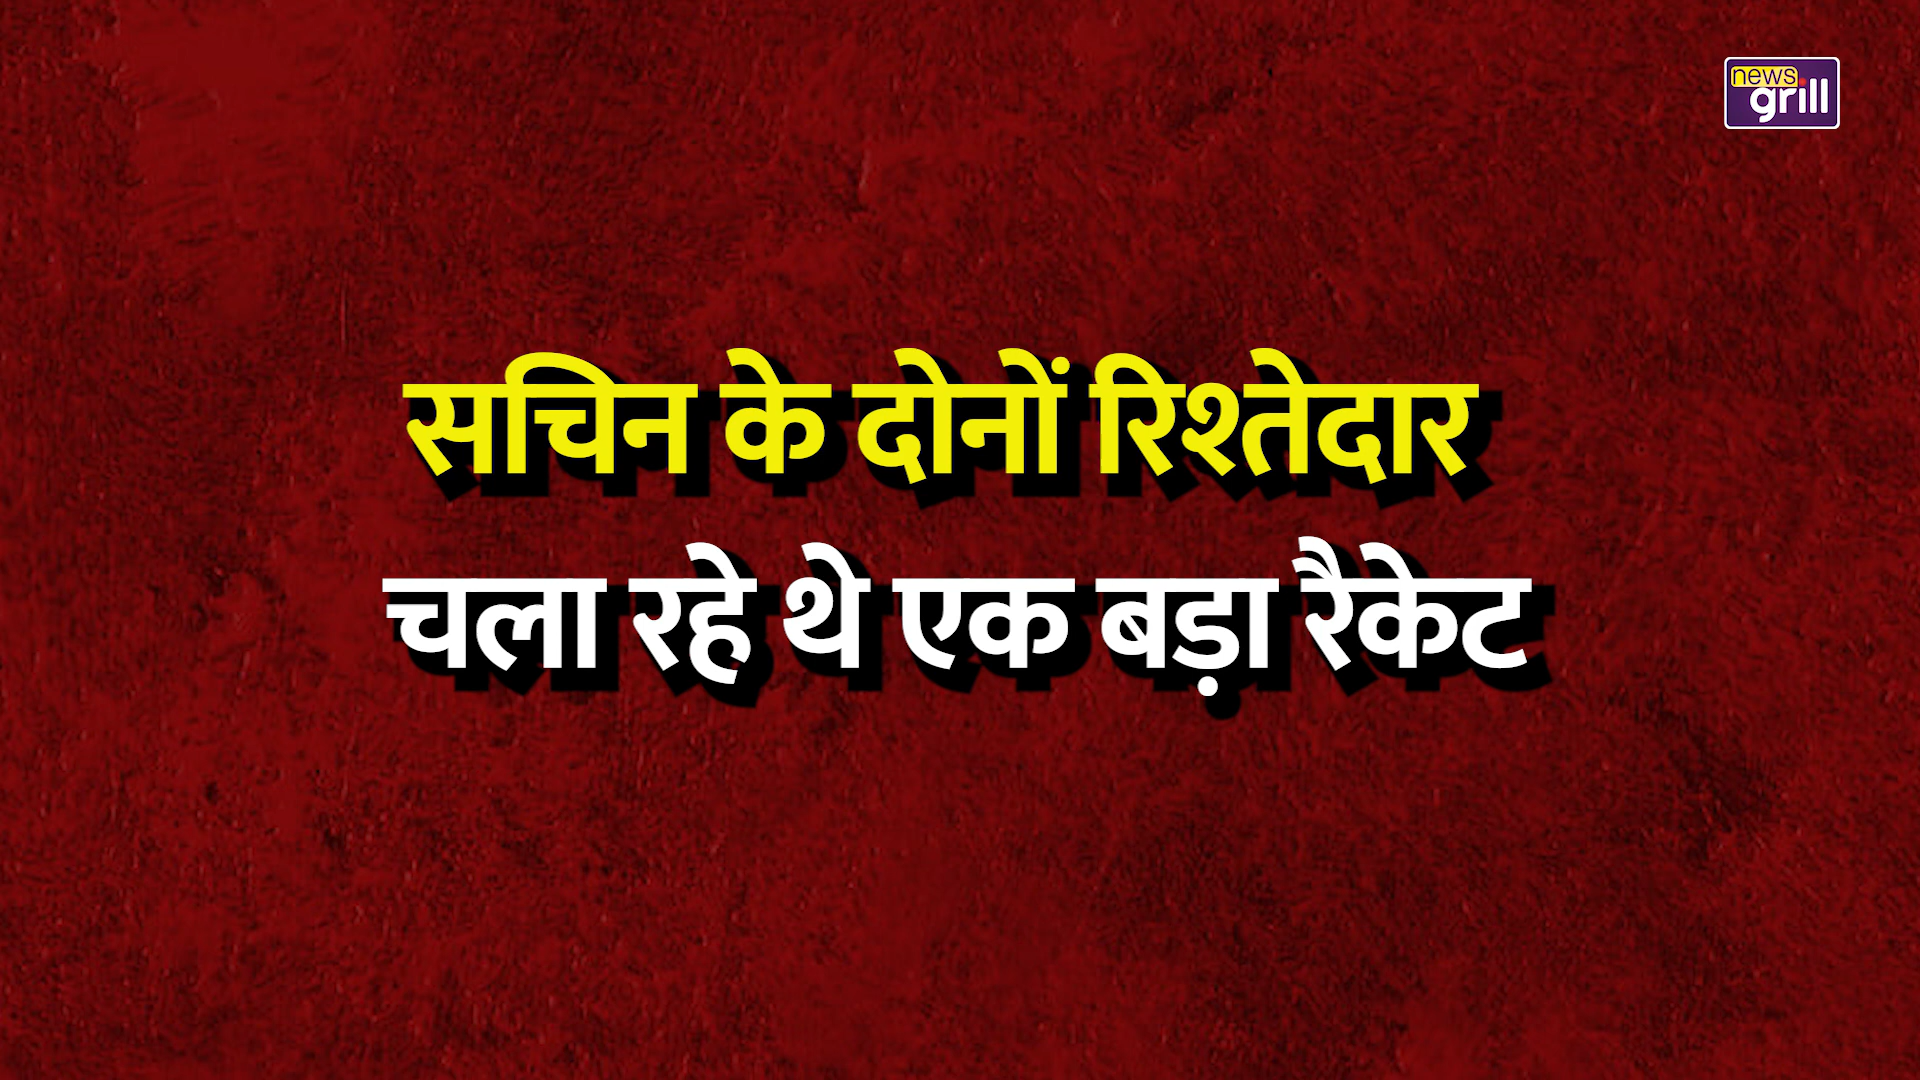 news
grill
सचिन के दोनों रिश्तेदार
चला रहे थे एक बड़ा रैकेट